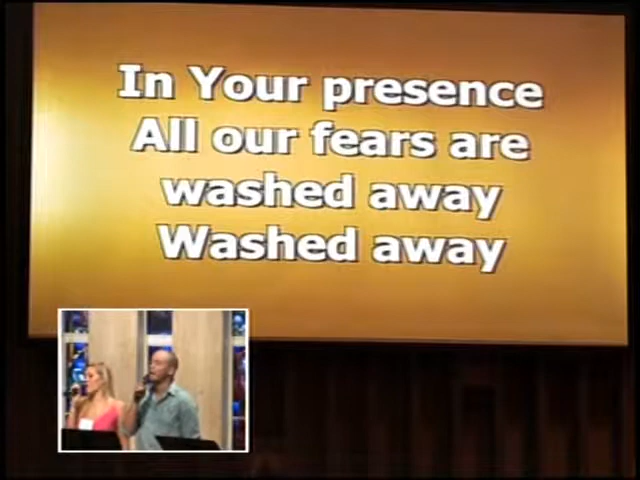 In Your presence
All our fears are
washed away
Washed away